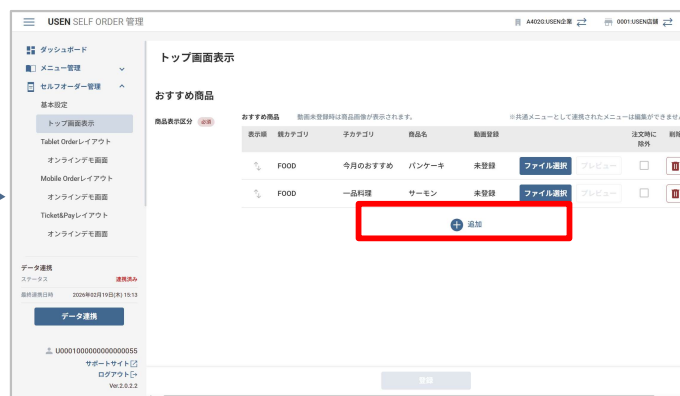 USEN SELF ORDER 管理
A402G:USEN企業
0001:USEN店舗
ダッシュボード
メニュー管理
セルフオーダー管理
基本設定
トップ画面表示
Tablet Orderレイアウト
オンラインデモ画面
Mobile Orderレイアウト
オンラインデモ画面
Ticket&Payレイアウト
オンラインデモ画面
データ連携
ステータス 連携済み
最終連携日時 2026年02月19日(木) 15:13
データ連携
U0001000000000000055
サポートサイト
ログアウト
Ver.2.0.2.2
トップ画面表示
おすすめ商品
商品表示区分 必須
おすすめ商品 動画未登録時は商品画像が表示されます。 ※共通メニューとして連携されたメニューは編集ができません
表示順 親カテゴリ 子カテゴリ 商品名 動画登録 注文時に除外 削除
FOOD 今月のおすすめ パンケーキ 未登録 ファイル選択 プレビュー
FOOD 一品料理 サーモン 未登録 ファイル選択 プレビュー
追加
登録